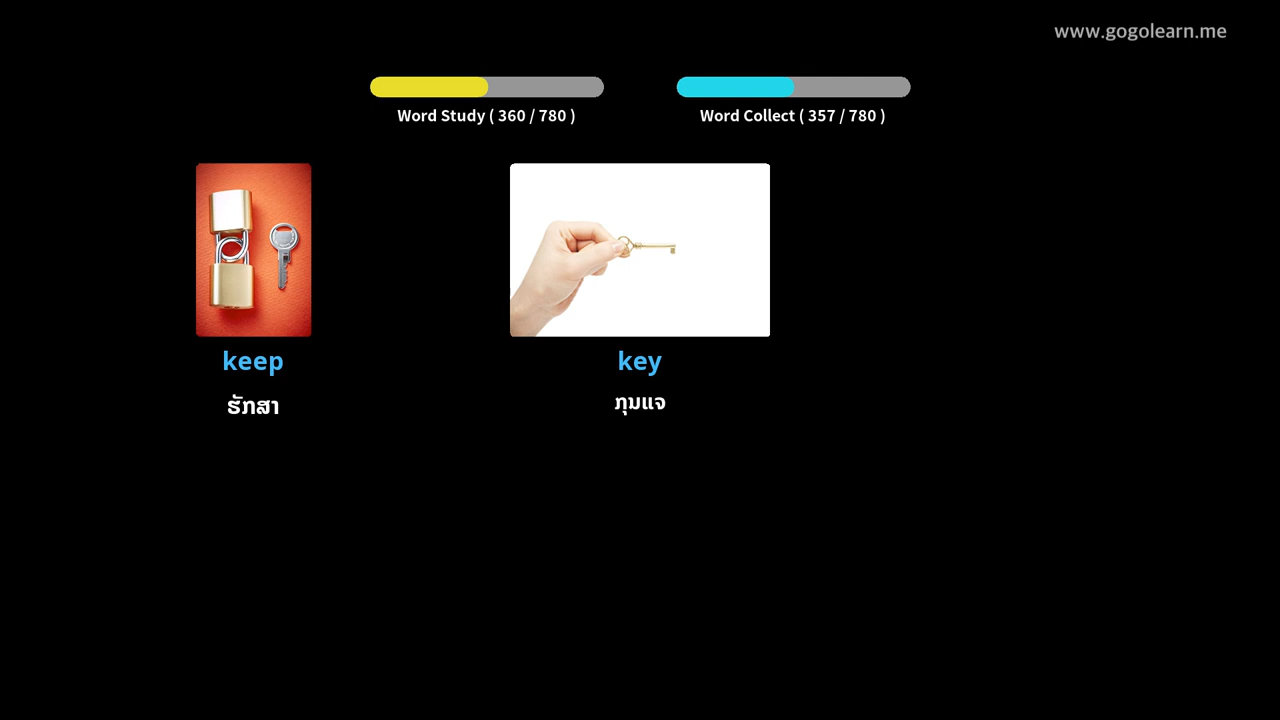 www.gogolearn.me
Word Study ( 360 / 780 )
Word Collect ( 357 / 780 )
keep
key
ຮັກສາ
ກຸນແຈ